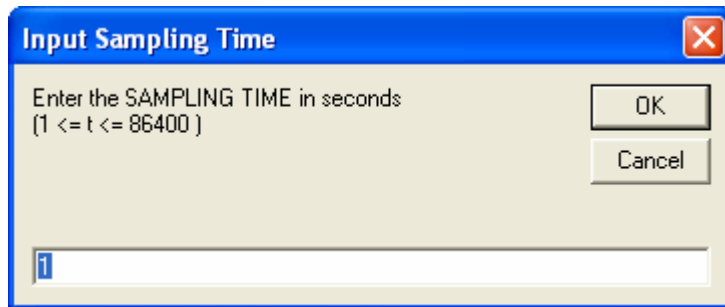 Input Sampling Time
Enter the SAMPLING TIME in seconds
(1 <= t <= 86400 )
OK
Cancel
1